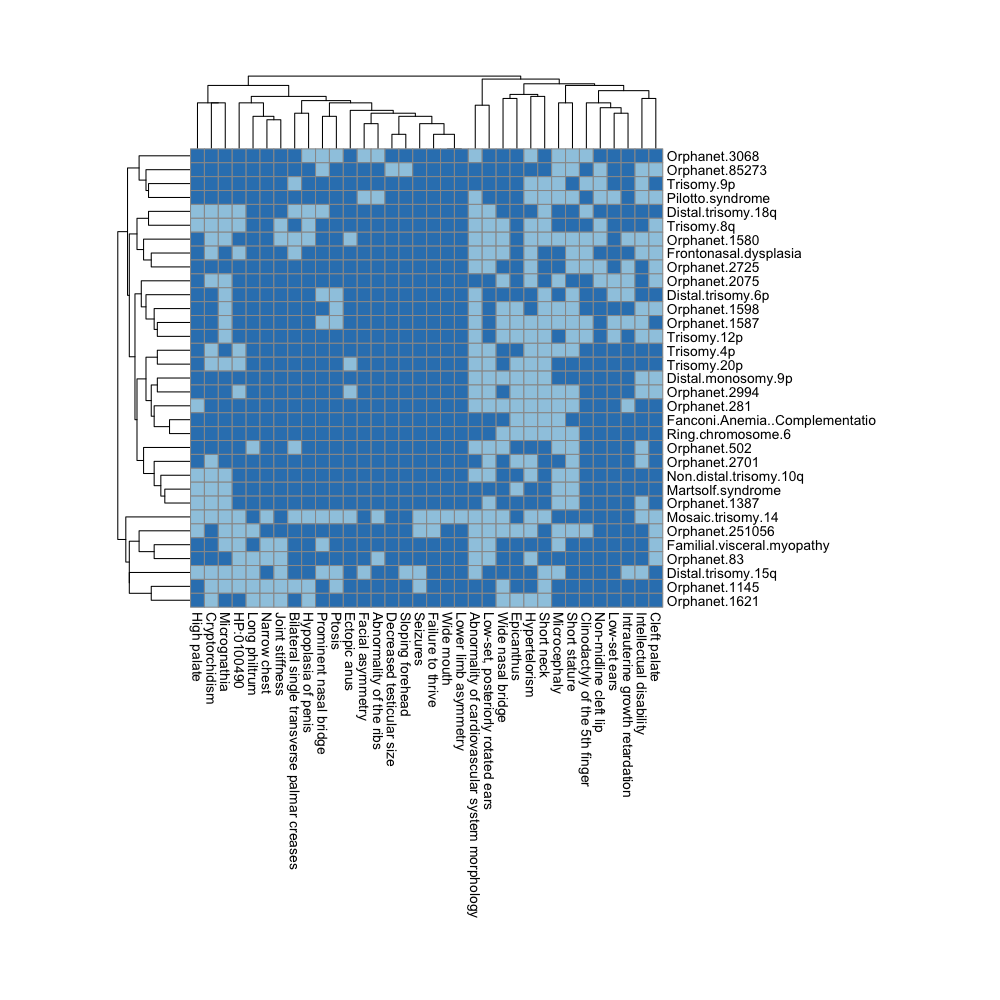 Orphanet.3068
Orphanet.85273
Trisomy.9p
Pilotto.syndrome
Distal.trisomy.18q
Trisomy.8q
Orphanet.1580
Frontonasal.dysplasia
Orphanet.2725
Orphanet.2075
Distal.trisomy.6p
Orphanet.1598
Orphanet.1587
Trisomy.12p
Trisomy.4p
Trisomy.20p
Distal.monosomy.9p
Orphanet.2994
Orphanet.281
Fanconi.Anemia..Complementatio
Ring.chromosome.6
Orphanet.502
Orphanet.2701
Non.distal.trisomy.10q
Martsolf.syndrome
Orphanet.1387
Mosaic.trisomy.14
Orphanet.251056
Familial.visceral.myopathy
Orphanet.83
Distal.trisomy.15q
Orphanet.1145
Orphanet.1621
High palate
Cryptorchidism
Micrognathia
HP:0100490
Long philtrum
Narrow chest
Joint stiffness
Bilateral single transverse palmar creases
Hypoplasia of penis
Prominent nasal bridge
Ptosis
Ectopic anus
Facial asymmetry
Abnormality of the ribs
Decreased testicular size
Sloping forehead
Seizures
Failure to thrive
Wide mouth
Lower limb asymmetry
Abnormality of cardiovascular system morphology
Low-set, posteriorly rotated ears
Wide nasal bridge
Epicanthus
Hypertelorism
Short neck
Microcephaly
Short stature
Clinodactyly of the 5th finger
Non-midline cleft lip
Low-set ears
Intrauterine growth retardation
Intellectual disability
Cleft palate